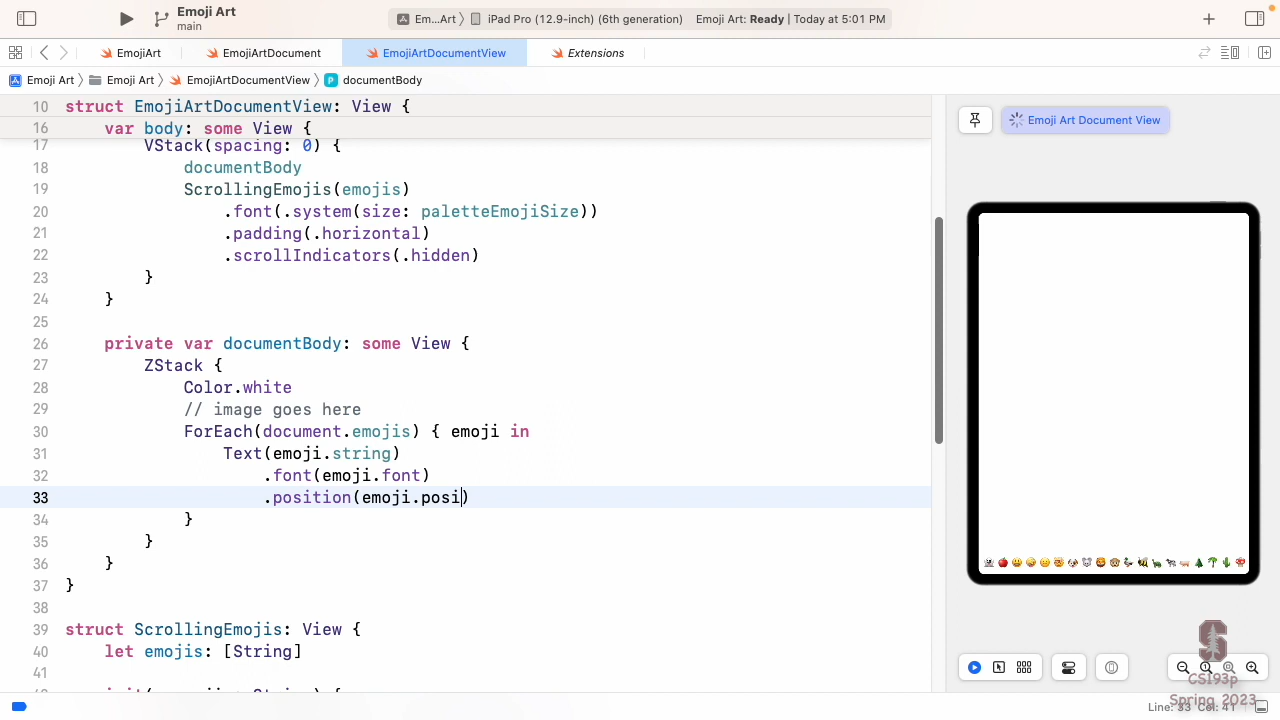 Emoji Art
main
Em...Art 〉 iPad Pro (12.9-inch) (6th generation) Emoji Art: Ready | Today at 5:01 PM
EmojiArt EmojiArtDocument EmojiArtDocumentView Extensions
Emoji Art 〉 Emoji Art 〉 EmojiArtDocumentView 〉 P documentBody
10 struct EmojiArtDocumentView: View {
16 var body: some View {
17 VStack(spacing: 0) {
18 documentBody
19 ScrollingEmojis(emojis)
20 .font(.system(size: paletteEmojiSize))
21 .padding(.horizontal)
22 .scrollIndicators(.hidden)
23 }
24 }
25
26 private var documentBody: some View {
27 ZStack {
28 Color.white
29 // image goes here
30 ForEach(document.emojis) { emoji in
31 Text(emoji.string)
32 .font(emoji.font)
33 .position(emoji.posi)
34 }
35 }
36 }
37 }
38
39 struct ScrollingEmojis: View {
40 let emojis: [String]
41
Emoji Art Document View
CS193p
Spring 2023
Line: 33 Col: 41